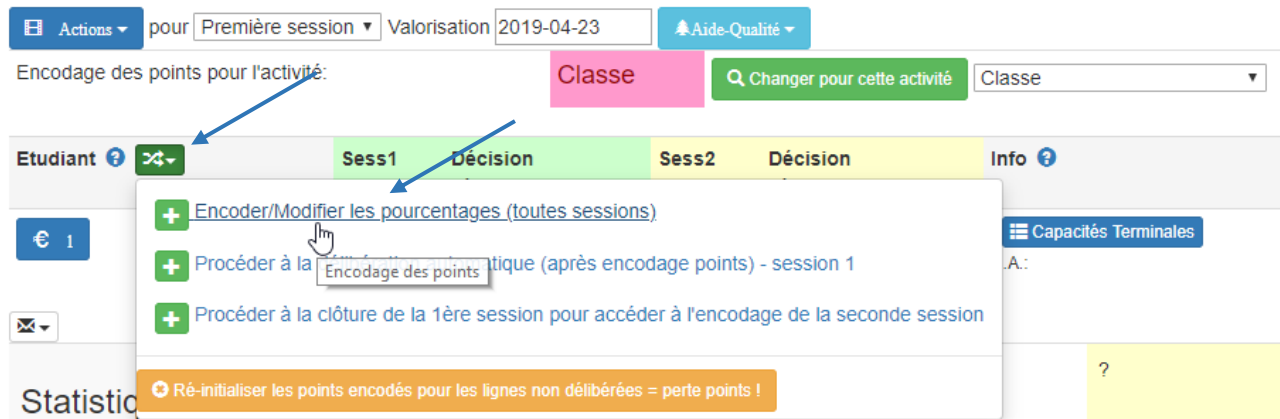 Actions pour Première session Valorisation 2019-04-23 Aide-Qualité
Encodage des points pour l'activité: Classe Changer pour cette activité Classe
Etudiant Sess1 Décision Sess2 Décision Info
Encoder/Modifier les pourcentages (toutes sessions)
€ 1 Capacités Terminales
Procéder à la automatique (après encodage points) - session 1
Encodage des points
.A.:
Procéder à la clôture de la 1ère session pour accéder à l'encodage de la seconde session
?
Ré-initialiser les points encodés pour les lignes non délibérées = perte points !
Statistiq